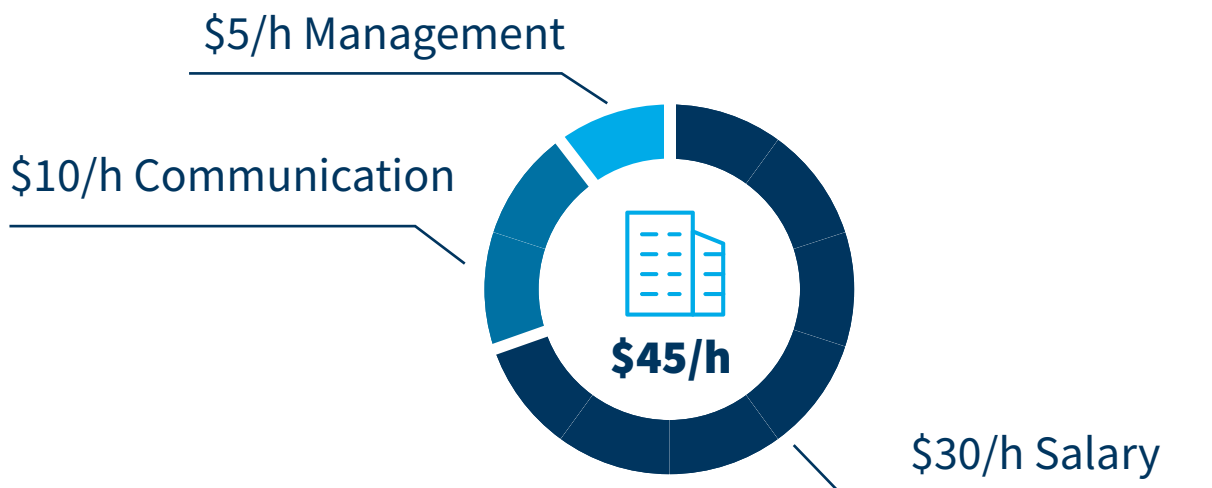 $5/h Management
$10/h Communication
$45/h
$30/h Salary